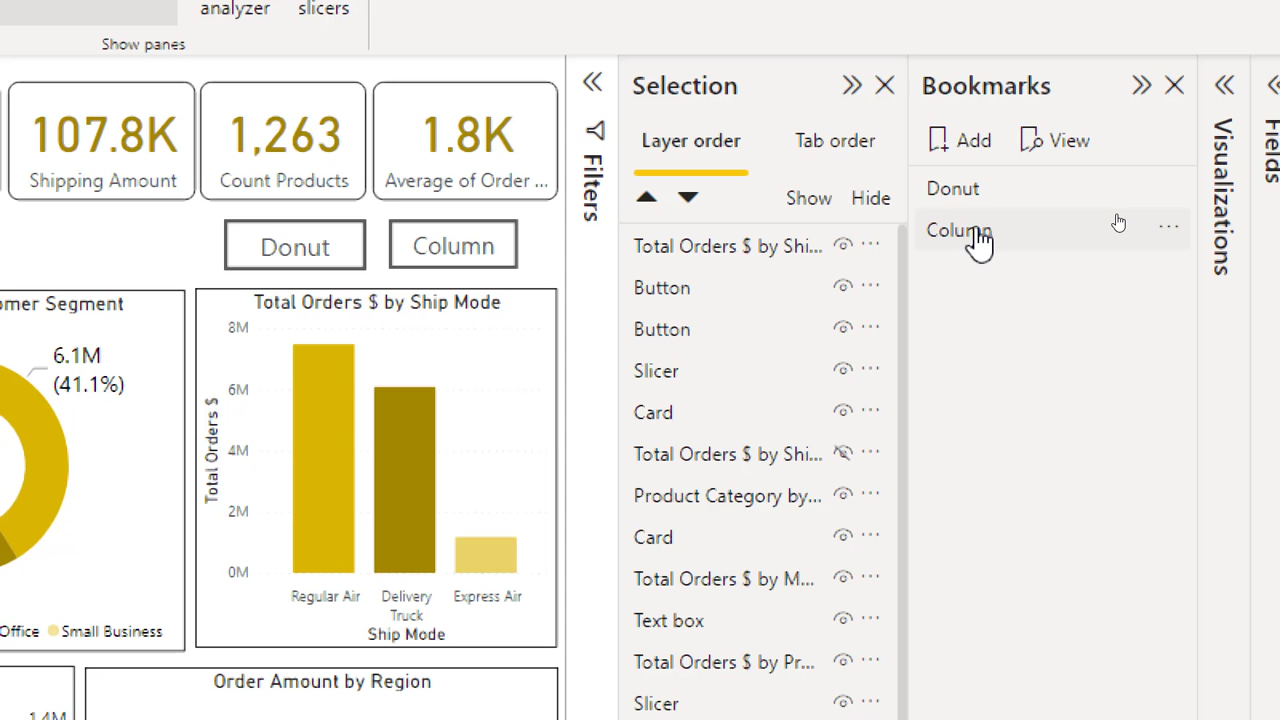 analyzer
slicers
Show panes
107.8K
Shipping Amount
1,263
Count Products
1.8K
Average of Order ...
Donut
Column
omer Segment
6.1M
(41.1%)
Office
Small Business
Total Orders $ by Ship Mode
8M
6M
4M
2M
0M
Total Orders $
Regular Air
Delivery
Truck
Express Air
Ship Mode
Order Amount by Region
14M
Filters
Selection
Layer order
Tab order
Show
Hide
Total Orders $ by Shi...
Button
Button
Slicer
Card
Total Orders $ by Shi...
Product Category by...
Card
Total Orders $ by M...
Text box
Total Orders $ by Pr...
Slicer
Bookmarks
Add
View
Donut
Column
Visualizations
Fields